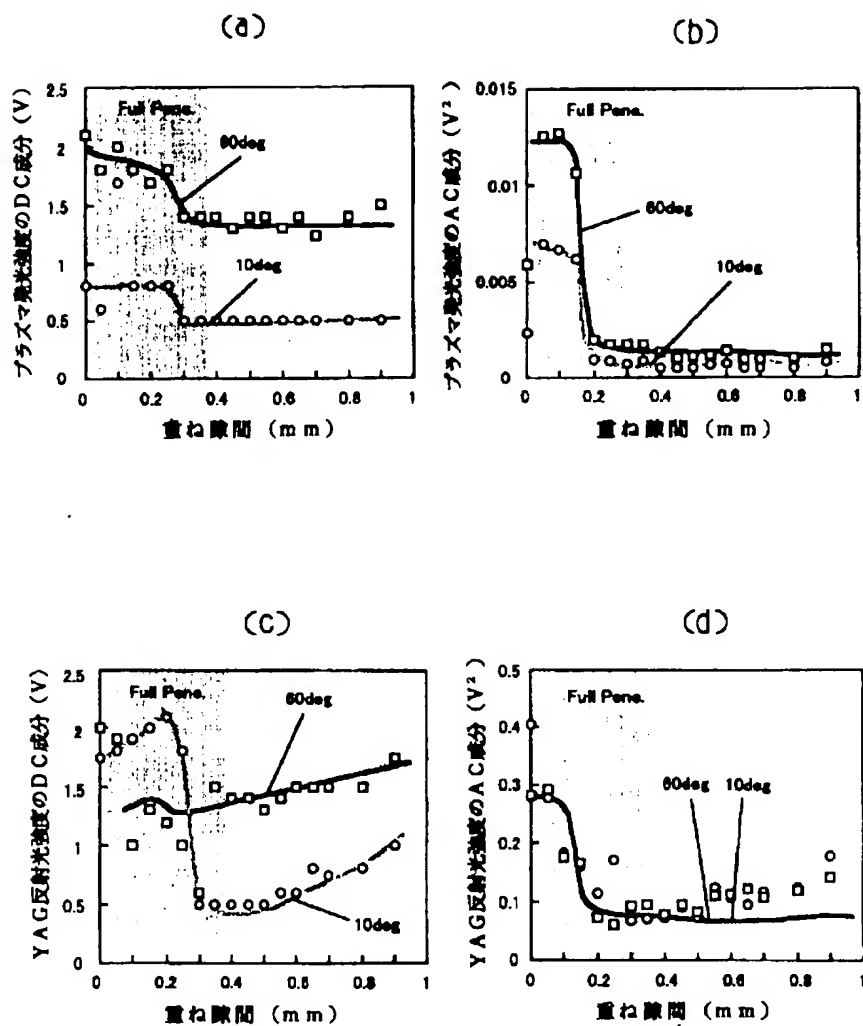 (a)
プラズマ発光強度のDC成分 (V)
2.5
2
1.5
1
0.5
0
Full Pene.
60deg
10deg
0 0.2 0.4 0.6 0.8 1
重ね隙間 (mm)
(b)
プラズマ発光強度のAC成分 (V²)
0.015
0.01
0.005
0
Full Pene.
60deg
10deg
0 0.2 0.4 0.6 0.8 1
重ね隙間 (mm)
(c)
YAG反射光強度のDC成分 (V)
2.5
2
1.5
1
0.5
0
Full Pene.
60deg
10deg
0 0.2 0.4 0.6 0.8 1
重ね隙間 (mm)
(d)
YAG反射光強度のAC成分 (V²)
0.5
0.4
0.3
0.2
0.1
0
Full Pene.
60deg 10deg
0 0.2 0.4 0.6 0.8 1
重ね隙間 (mm)